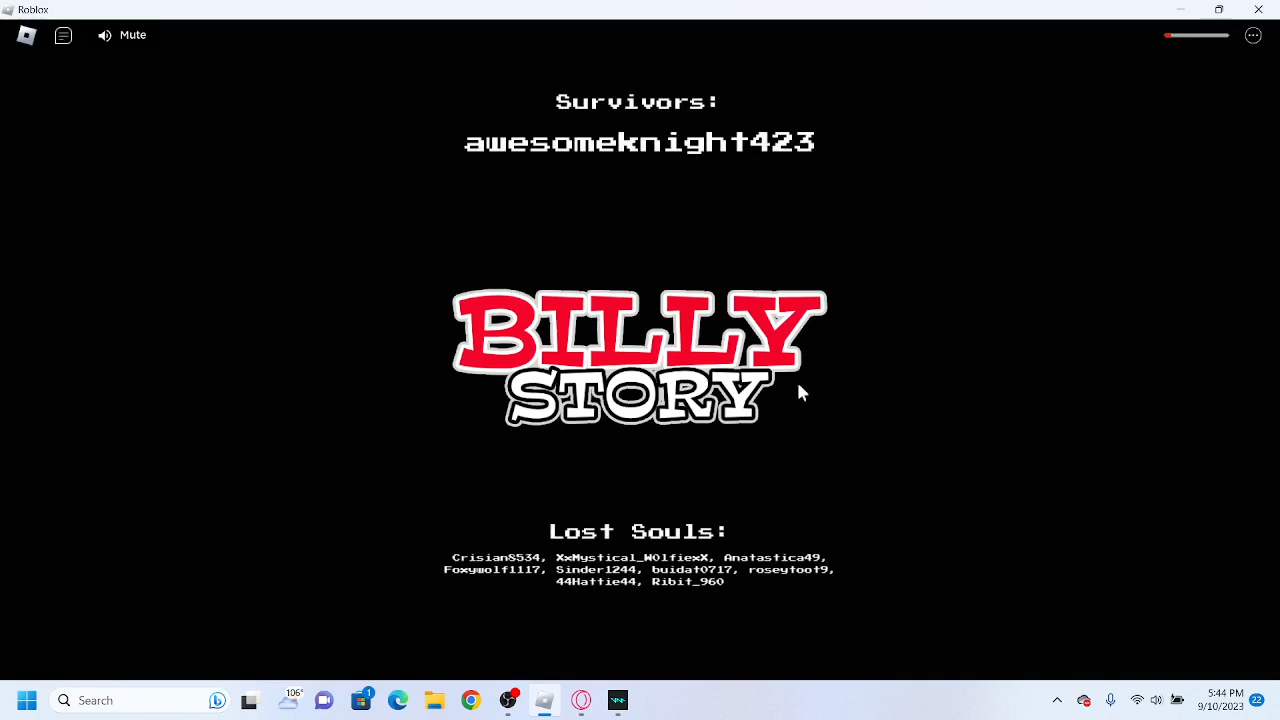 Roblox
Mute
Survivors:
awesomeknight423
BILLY
STORY
Lost Souls:
Crisian8534, XxMystical_W0lfiexX, Anatastica49,
Foxywolf1117, Sinder1244, buidat0717, roseytoot9,
44Hattie44, Ribit_960
Search
106°
1
5:44 PM
9/10/2023
22